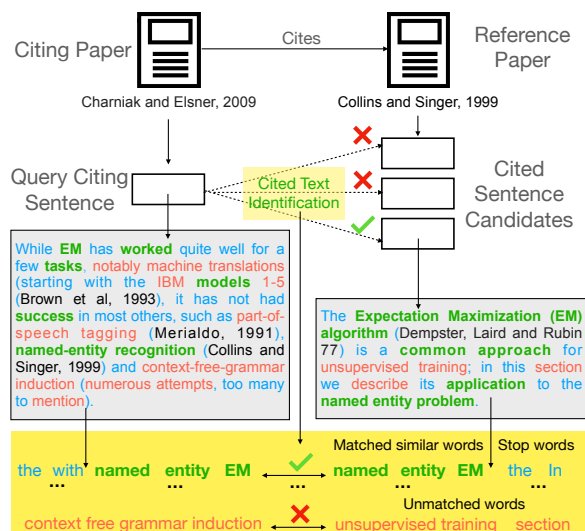 Citing Paper
Cites
Reference
Paper
Charniak and Elsner, 2009
Collins and Singer, 1999
Query Citing
Sentence
Cited Text
Identification
Cited
Sentence
Candidates
While EM has worked quite well for a
few tasks, notably machine translations
(starting with the IBM models 1-5
(Brown et al, 1993), it has not had
success in most others, such as part-of-
speech tagging (Merialdo, 1991),
named-entity recognition (Collins and
Singer, 1999) and context-free-grammar
induction (numerous attempts, too many
to mention).
The Expectation Maximization (EM)
algorithm (Dempster, Laird and Rubin
77) is a common approach for
unsupervised training; in this section
we describe its application to the
named entity problem.
Matched similar words Stop words
the with named entity EM ... named entity EM the In
... ... ... ...
Unmatched words
context free grammar induction unsupervised training section